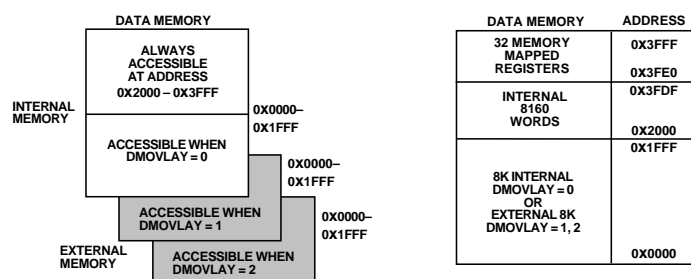 DATA MEMORY
ALWAYS
ACCESSIBLE
AT ADDRESS
0X2000 – 0X3FFF
INTERNAL
MEMORY
0X0000–
0X1FFF
ACCESSIBLE WHEN
DMOVLAY = 0
0X0000–
0X1FFF
ACCESSIBLE WHEN
DMOVLAY = 1
0X0000–
0X1FFF
EXTERNAL
MEMORY
ACCESSIBLE WHEN
DMOVLAY = 2
DATA MEMORY ADDRESS
32 MEMORY
MAPPED
REGISTERS
0X3FFF
0X3FE0
INTERNAL
8160
WORDS
0X3FDF
0X2000
8K INTERNAL
DMOVLAY = 0
OR
EXTERNAL 8K
DMOVLAY = 1, 2
0X1FFF
0X0000